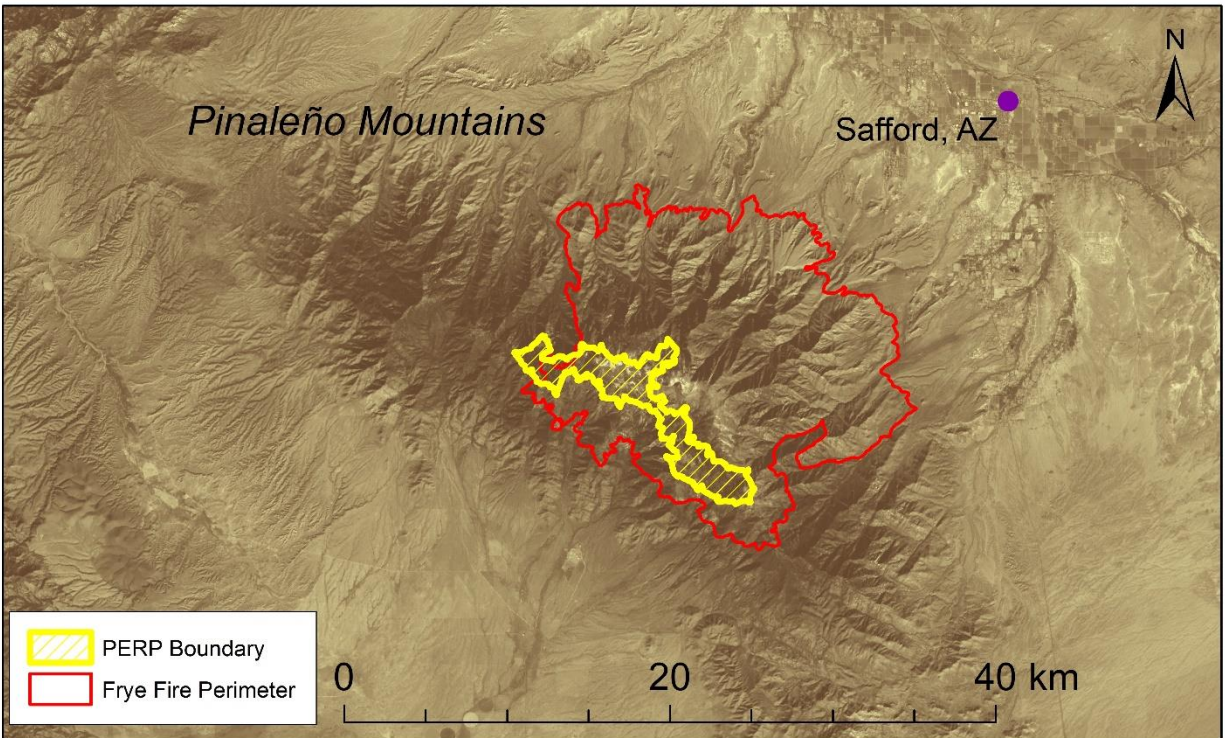 N
Pinaleño Mountains
Safford, AZ
PERP Boundary
Frye Fire Perimeter
0 20 40 km